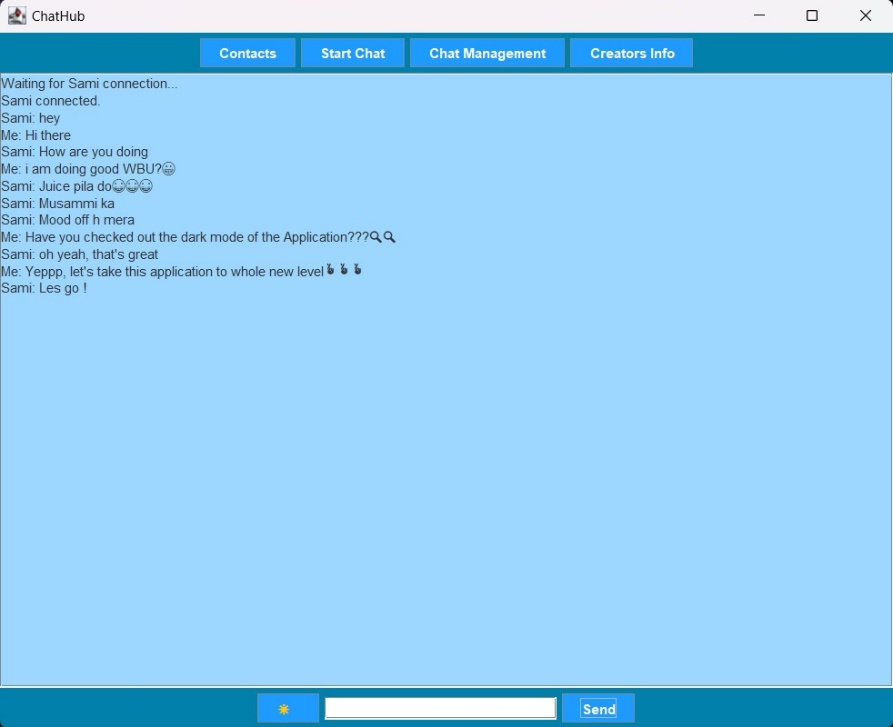 ChatHub
Contacts Start Chat Chat Management Creators Info
Waiting for Sami connection...
Sami connected.
Sami: hey
Me: Hi there
Sami: How are you doing
Me: i am doing good WBU?😀
Sami: Juice pila do😂😂😂
Sami: Musammi ka
Sami: Mood off h mera
Me: Have you checked out the dark mode of the Application???🔍🔍
Sami: oh yeah, that's great
Me: Yeppp, let's take this application to whole new level🤞🤞🤞
Sami: Les go !
☀ Send